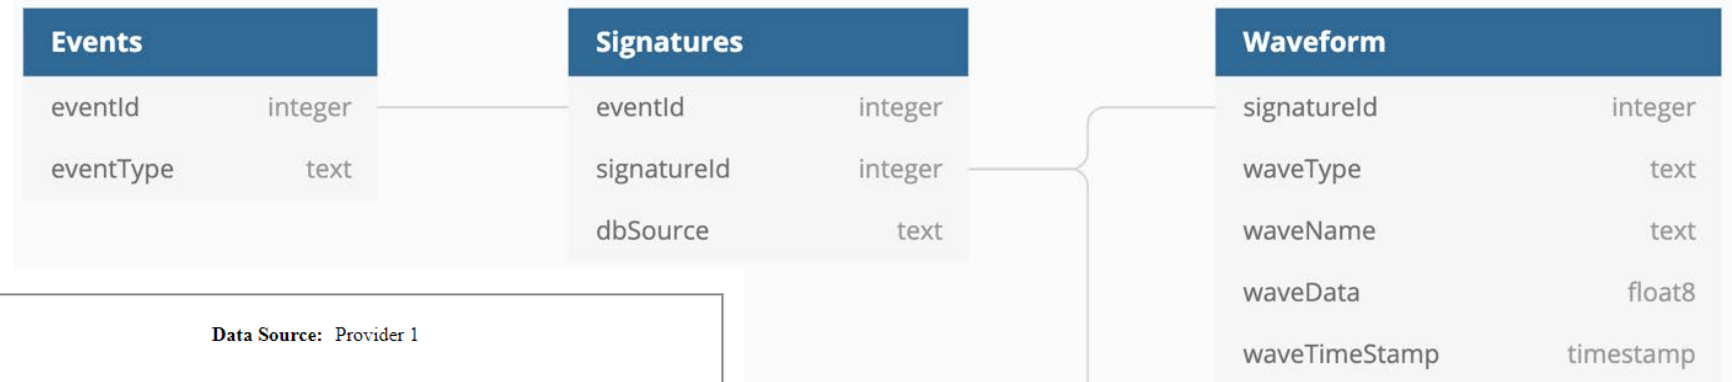 Events
eventId integer
eventType text
Signatures
eventId integer
signatureId integer
dbSource text
Waveform
signatureId integer
waveType text
waveName text
waveData float8
waveTimeStamp timestamp
Data Source: Provider 1